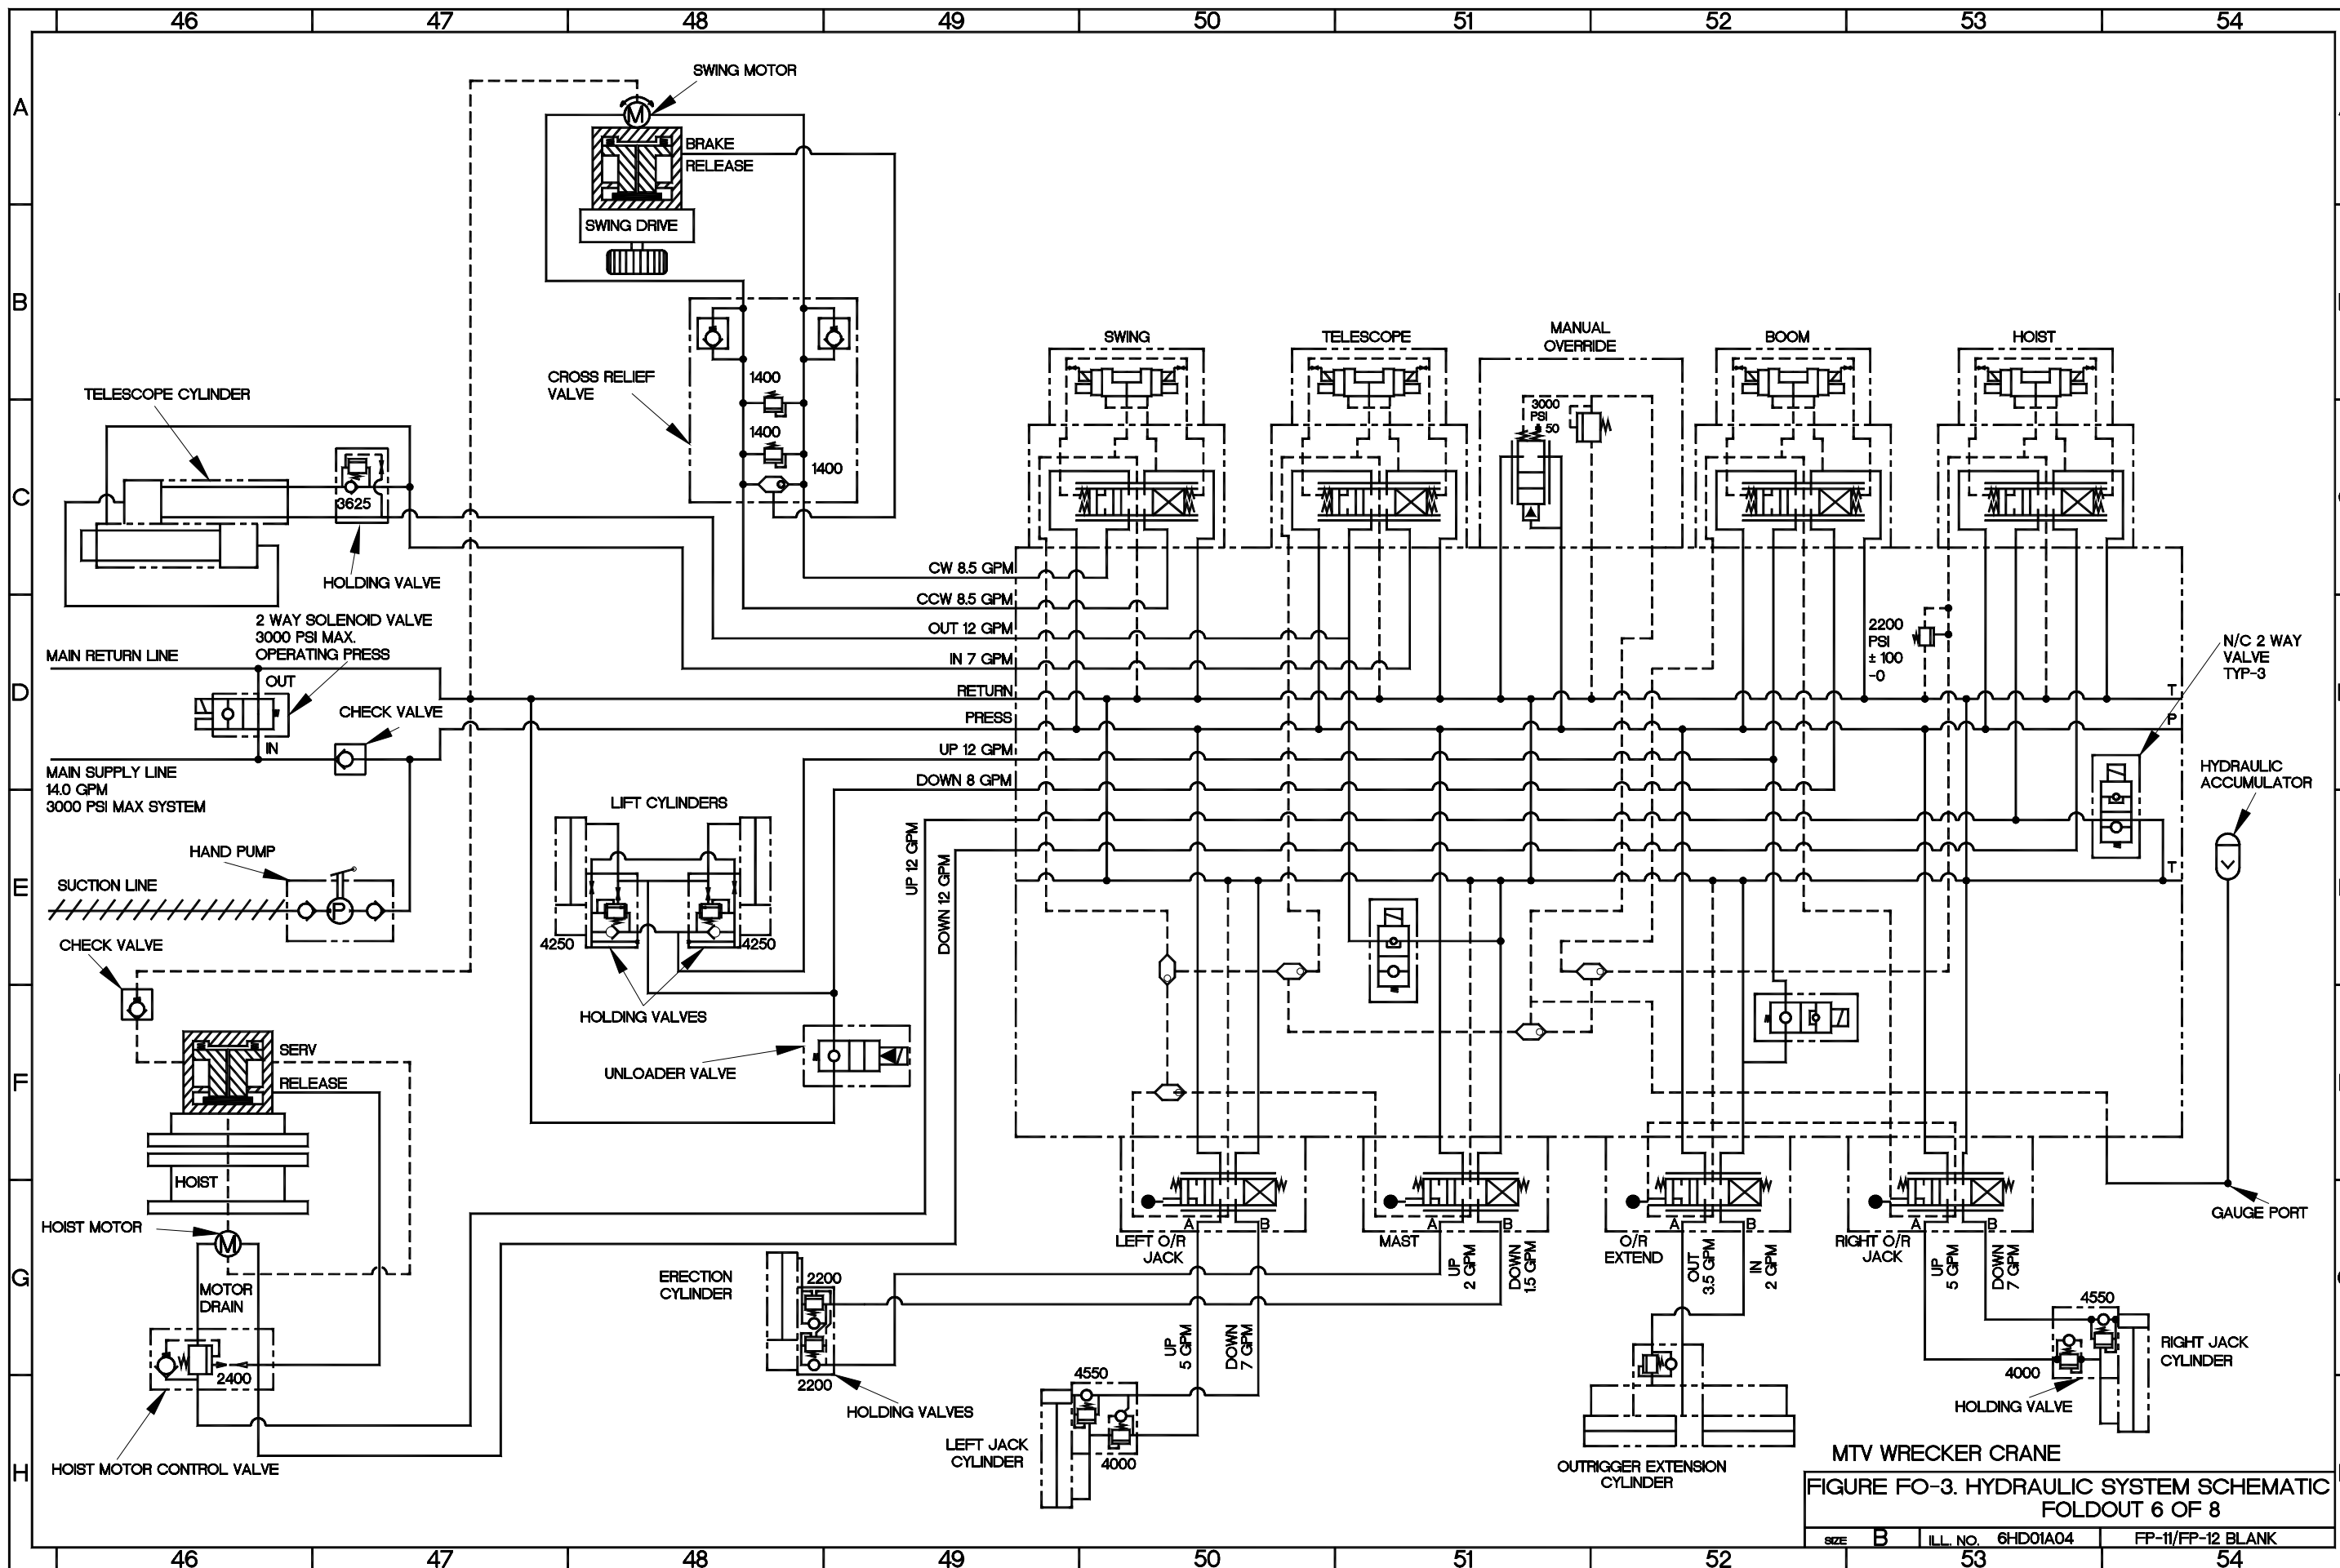 46 47 48 49 50 51 52 53 54
A
B
C
D
E
F
G
H
SWING MOTOR
M
BRAKE
RELEASE
SWING DRIVE
CROSS RELIEF
VALVE
1400
1400
1400
TELESCOPE CYLINDER
3625
HOLDING VALVE
2 WAY SOLENOID VALVE
3000 PSI MAX.
OPERATING PRESS
MAIN RETURN LINE
OUT
CHECK VALVE
IN
MAIN SUPPLY LINE
14.0 GPM
3000 PSI MAX SYSTEM
HAND PUMP
SUCTION LINE
P
CHECK VALVE
SERV
RELEASE
HOIST
HOIST MOTOR
M
MOTOR
DRAIN
2400
HOIST MOTOR CONTROL VALVE
LIFT CYLINDERS
4250
4250
HOLDING VALVES
UNLOADER VALVE
SWING
TELESCOPE
MANUAL
OVERRIDE
BOOM
HOIST
3000
PSI
± 50
CW 8.5 GPM
CCW 8.5 GPM
OUT 12 GPM
IN 7 GPM
RETURN
PRESS
UP 12 GPM
DOWN 8 GPM
UP 12 GPM
DOWN 12 GPM
2200
PSI
± 100
-0
T
P
T
N/C 2 WAY
VALVE
TYP-3
HYDRAULIC
ACCUMULATOR
GAUGE PORT
A B
LEFT O/R
JACK
A B
MAST
UP
2 GPM
DOWN
1.5 GPM
A B
O/R
EXTEND
OUT
3.5 GPM
IN
2 GPM
A B
RIGHT O/R
JACK
UP
5 GPM
DOWN
7 GPM
ERECTION
CYLINDER
2200
2200
HOLDING VALVES
UP
5 GPM
DOWN
7 GPM
4550
LEFT JACK
CYLINDER
4000
OUTRIGGER EXTENSION
CYLINDER
4550
RIGHT JACK
CYLINDER
4000
HOLDING VALVE
MTV WRECKER CRANE
FIGURE FO-3. HYDRAULIC SYSTEM SCHEMATIC
FOLDOUT 6 OF 8
SIZE B ILL. NO. 6HD01A04 FP-11/FP-12 BLANK
46 47 48 49 50 51 52 53 54